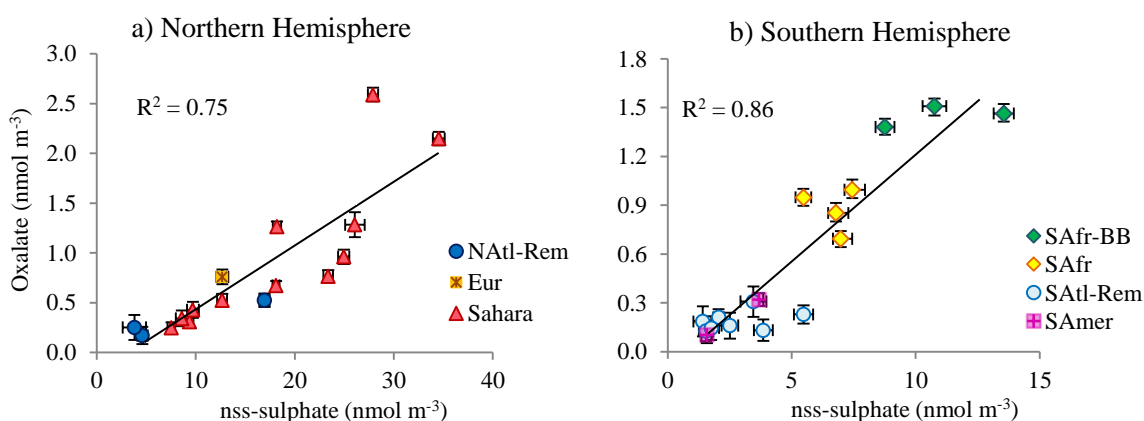 a) Northern Hemisphere
3.0
2.5
2.0
1.5
1.0
0.5
0.0
Oxalate (nmol m⁻³)
R² = 0.75
NAtl-Rem
Eur
Sahara
0
10
20
30
40
nss-sulphate (nmol m⁻³)
b) Southern Hemisphere
1.8
1.5
1.2
0.9
0.6
0.3
0.0
R² = 0.86
SAfr-BB
SAfr
SAtl-Rem
SAmer
0
5
10
15
nss-sulphate (nmol m⁻³)